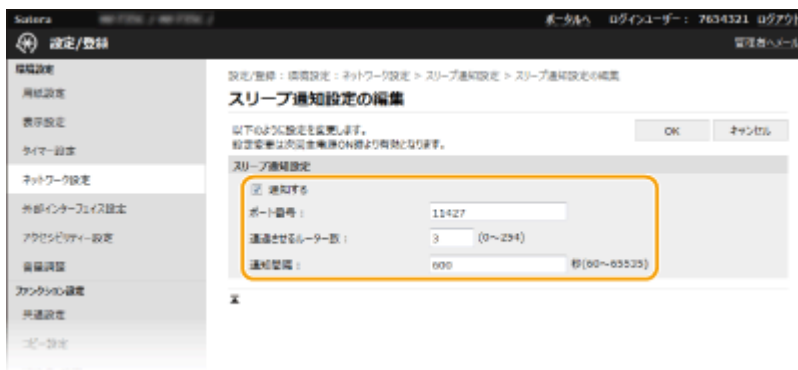 Satera
ポータルへ ログインユーザー: 7654321 ログアウト
設定/登録
管理者へメール
環境設定
用紙設定
表示設定
タイマー設定
ネットワーク設定
外部インターフェイス設定
アクセシビリティー設定
音量調整
ファンクション設定
共通設定
コピー設定
設定/登録 : 環境設定 : ネットワーク設定 > スリープ通知設定 > スリープ通知設定の編集
スリープ通知設定の編集
以下のように設定を変更します。
設定変更は次回主電源ON時より有効となります。
OK キャンセル
スリープ通知設定
通知する
ポート番号 : 11427
通過させるルーター数 : 3 (0～254)
通知間隔 : 600 秒(60～65535)